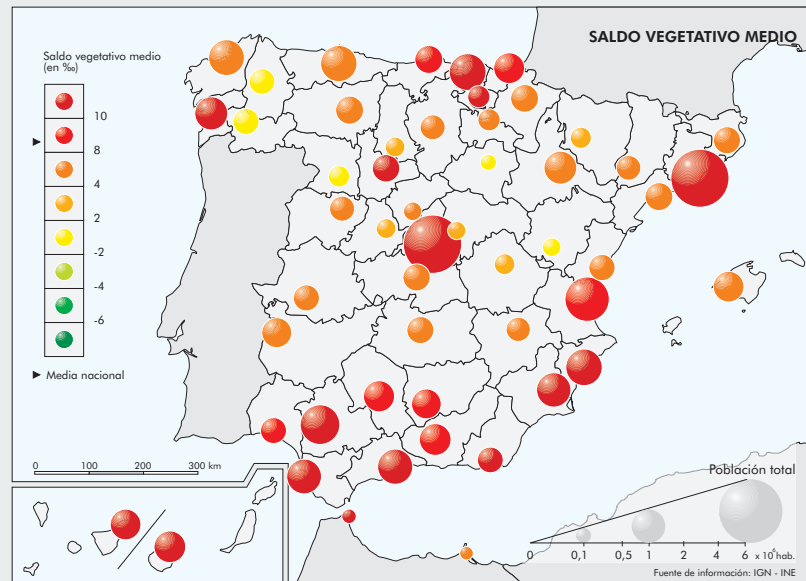 SALDO VEGETATIVO MEDIO
Saldo vegetativo medio
(en ‰)
10
8
4
2
-2
-4
-6
► Media nacional
0 100 200 300 km
Población total
0 0,1 0,5 1 2 4 6 x 10⁶ hab.
Fuente de información: IGN - INE